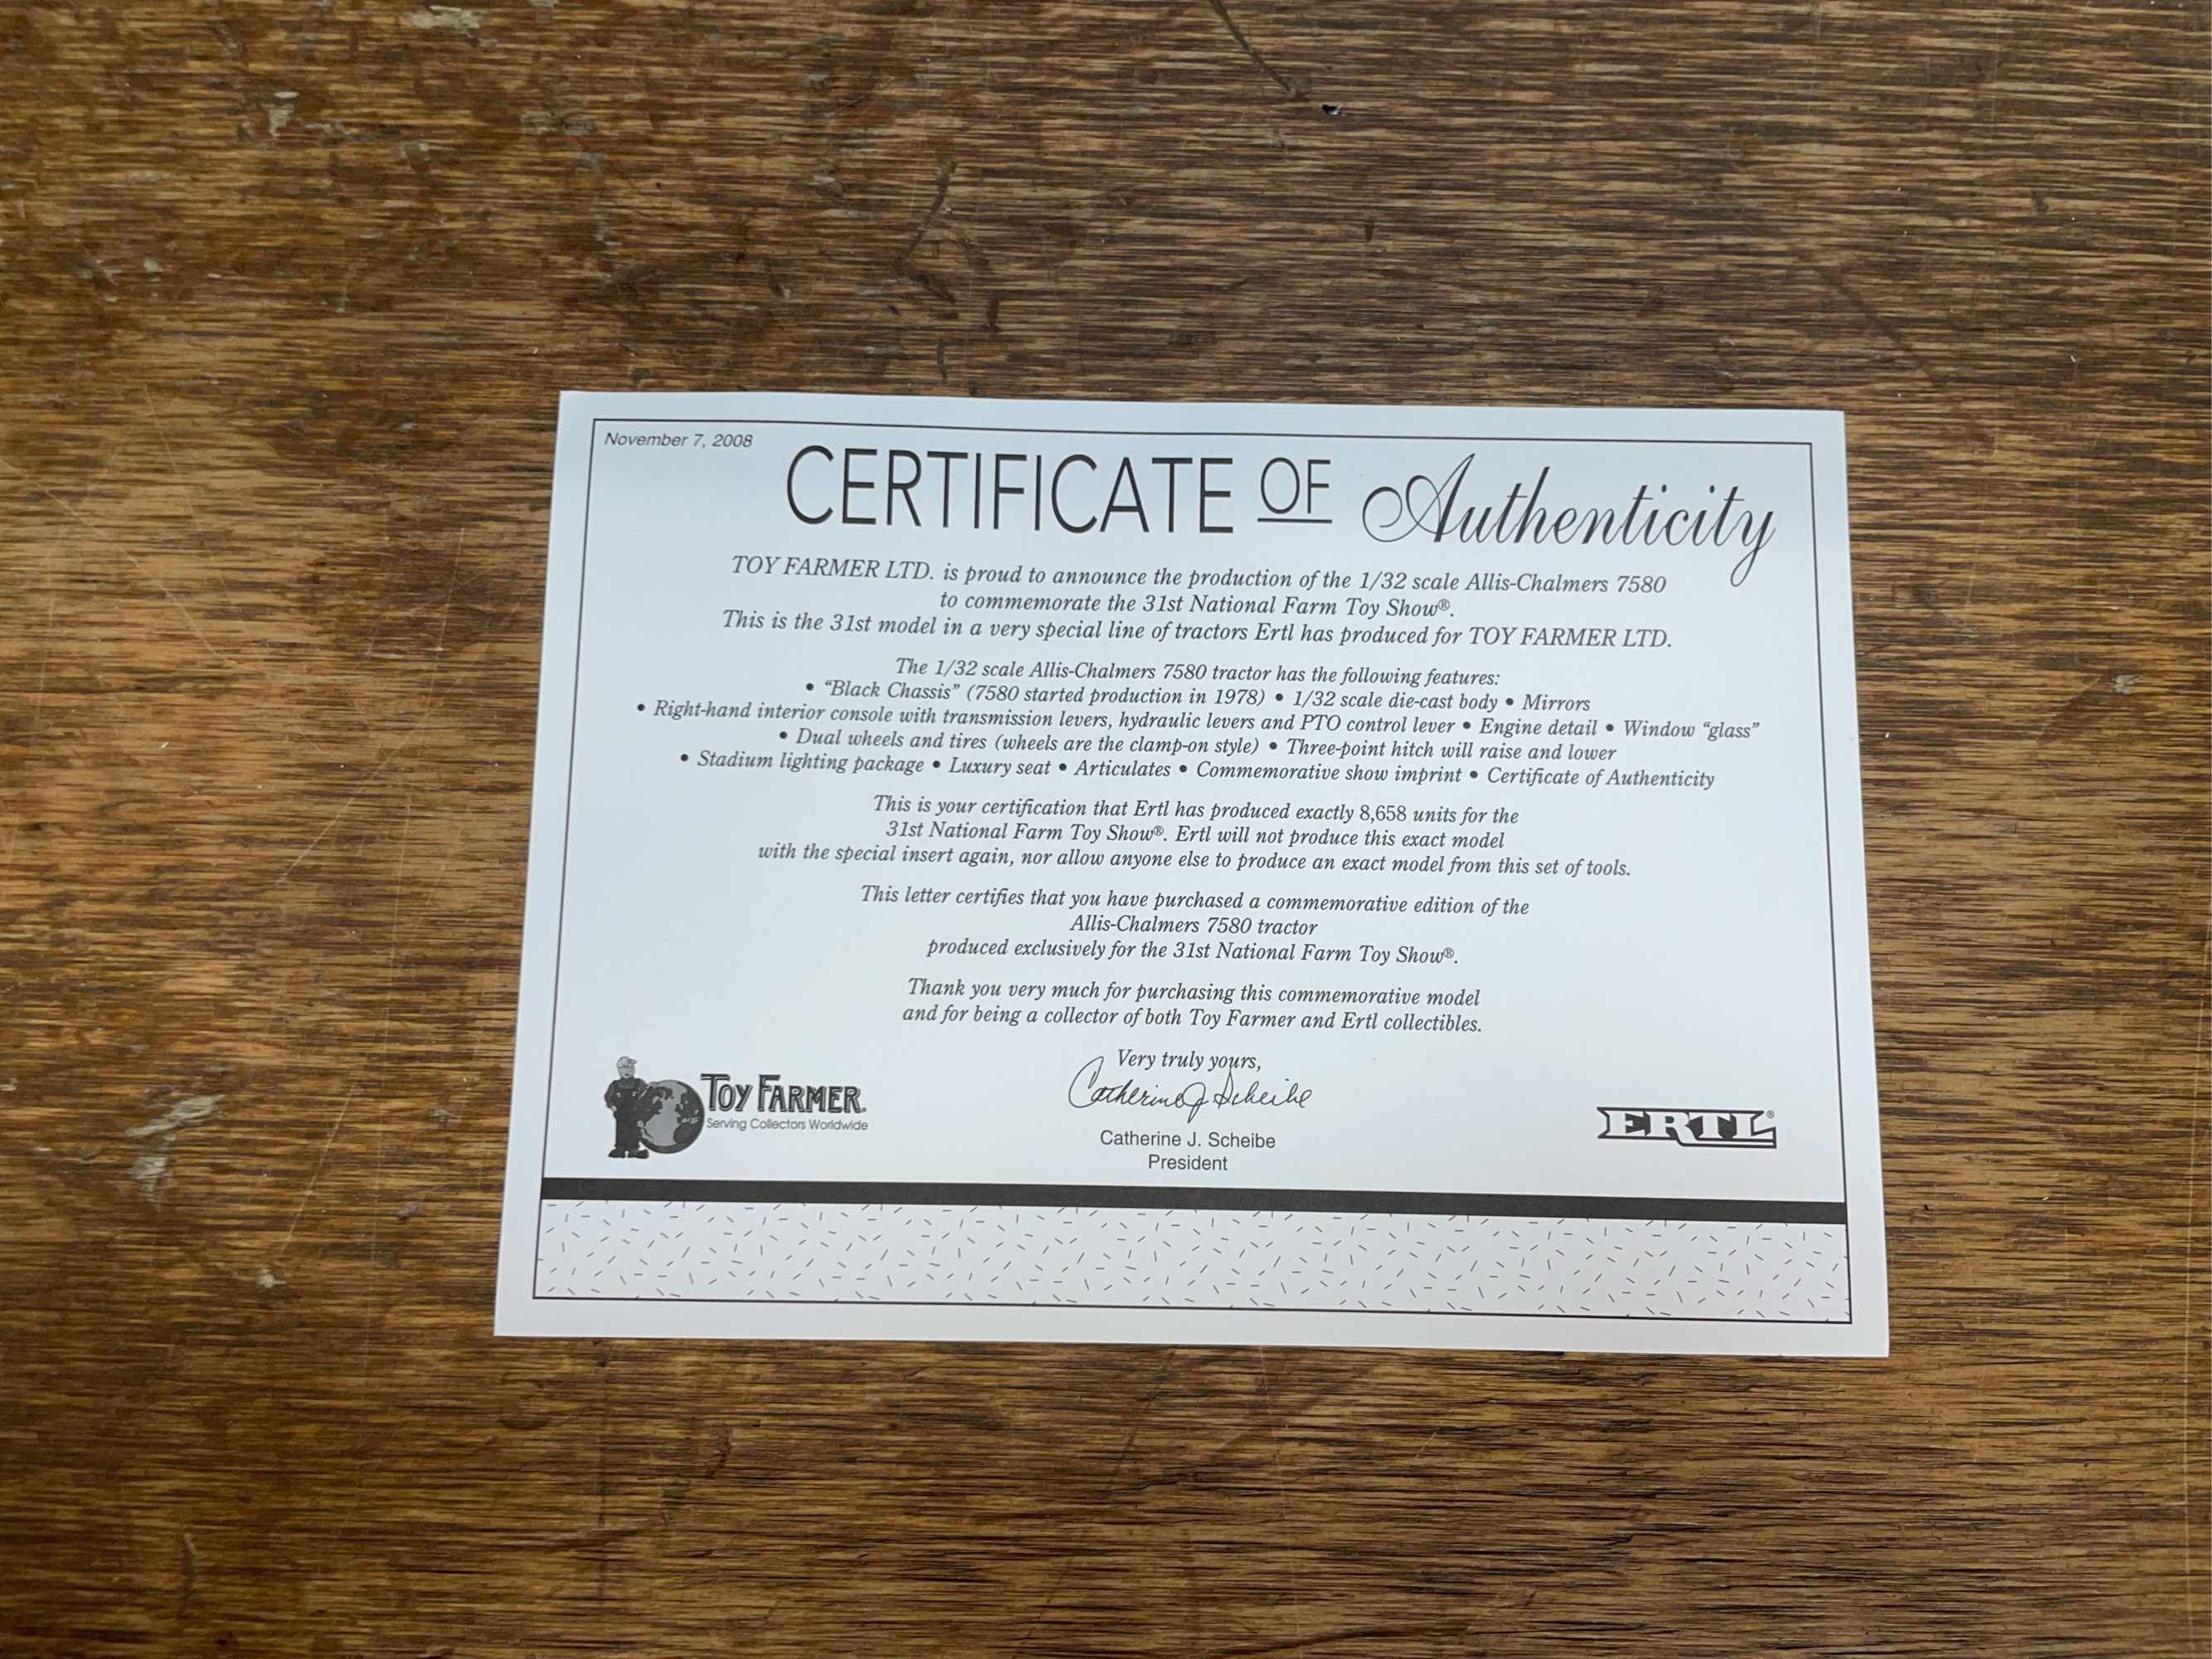 November 7, 2008
CERTIFICATE OF Authenticity
TOY FARMER LTD. is proud to announce the production of the 1/32 scale Allis-Chalmers 7580
to commemorate the 31st National Farm Toy Show®.
This is the 31st model in a very special line of tractors Ertl has produced for TOY FARMER LTD.
The 1/32 scale Allis-Chalmers 7580 tractor has the following features:
• “Black Chassis” (7580 started production in 1978) • 1/32 scale die-cast body • Mirrors
• Right-hand interior console with transmission levers, hydraulic levers and PTO control lever • Engine detail • Window “glass”
• Dual wheels and tires (wheels are the clamp-on style) • Three-point hitch will raise and lower
• Stadium lighting package • Luxury seat • Articulates • Commemorative show imprint • Certificate of Authenticity
This is your certification that Ertl has produced exactly 8,658 units for the
31st National Farm Toy Show®. Ertl will not produce this exact model
with the special insert again, nor allow anyone else to produce an exact model from this set of tools.
This letter certifies that you have purchased a commemorative edition of the
Allis-Chalmers 7580 tractor
produced exclusively for the 31st National Farm Toy Show®.
Thank you very much for purchasing this commemorative model
and for being a collector of both Toy Farmer and Ertl collectibles.
Very truly yours,
Catherine J Scheibe
Catherine J. Scheibe
President
TOY FARMER.
Serving Collectors Worldwide
ERTL®